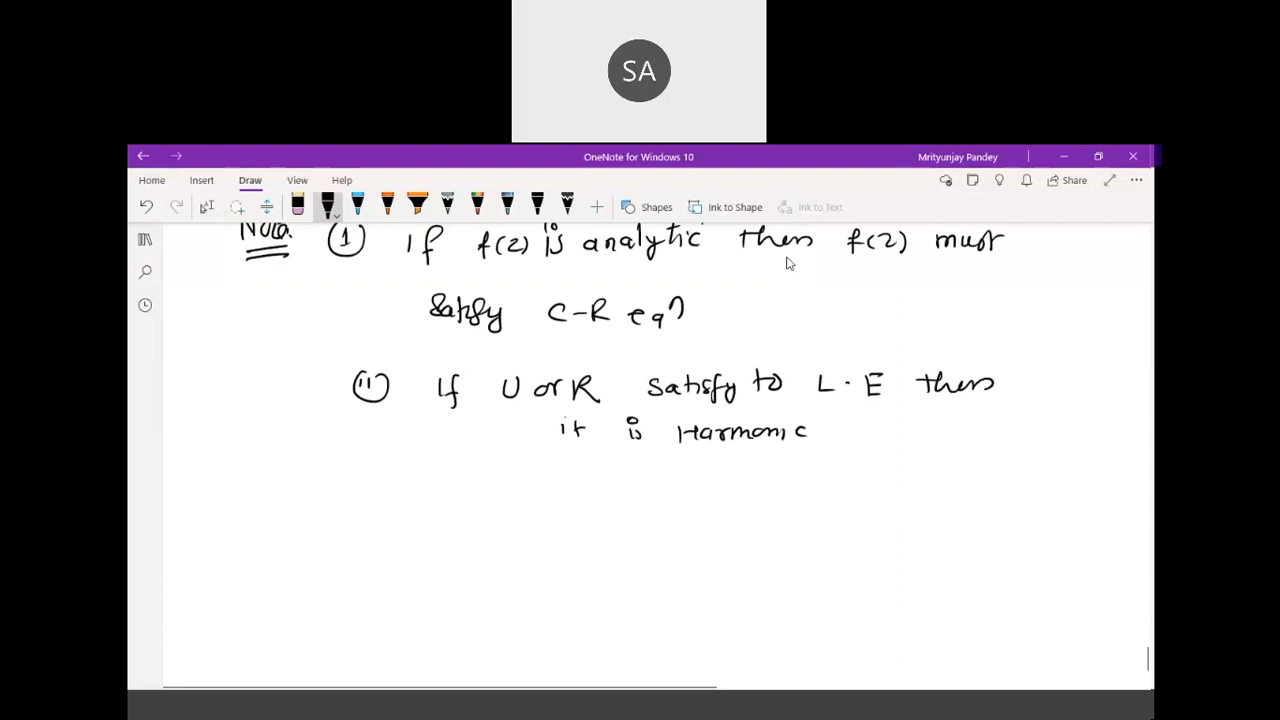 SA
OneNote for Windows 10
Mrityunjay Pandey
Home Insert Draw View Help
Share
Shapes Ink to Shape Ink to Text
Note: (1) If f(z) is analytic then f(z) must
Satisfy C-R eqn
(ii) If U or R Satisfy to L.E then
it is Harmonic